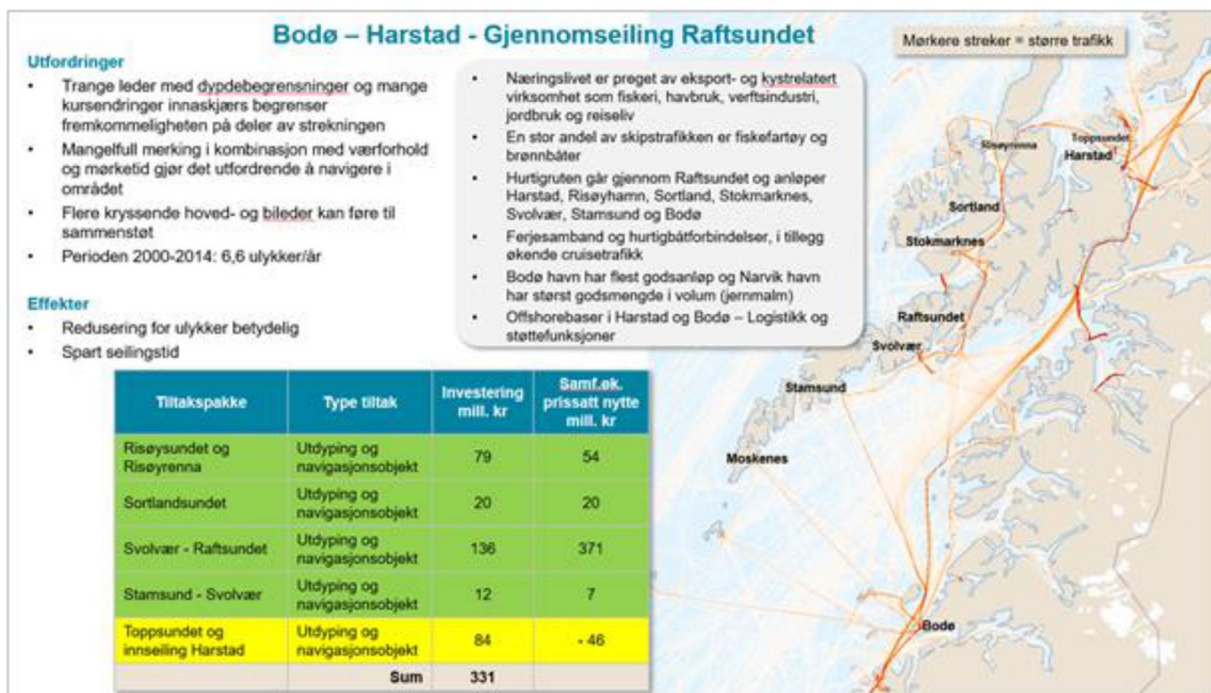 Bodø – Harstad - Gjennomseiling Raftsundet
Mørkere streker = større trafikk
Utfordringer
• Trange leder med dypdebegrensninger og mange
kursendringer innaskjærs begrenser
fremkommeligheten på deler av strekningen
• Mangelfull merking i kombinasjon med værforhold
og mørketid gjør det utfordrende å navigere i
området
• Flere kryssende hoved- og bileder kan føre til
sammenstøt
• Perioden 2000-2014: 6,6 ulykker/år
Effekter
• Redusering for ulykker betydelig
• Spart seilingstid
• Næringslivet er preget av eksport- og kystrelatert
virksomhet som fiskeri, havbruk, verftsindustri,
jordbruk og reiseliv
• En stor andel av skipstrafikken er fiskefartøy og
brønnbåter
• Hurtigruten går gjennom Raftsundet og anløper
Harstad, Risøyhamn, Sortland, Stokmarknes,
Svolvær, Stamsund og Bodø
• Ferjesamband og hurtigbåtforbindelser, i tillegg
økende cruisetrafikk
• Bodø havn har flest godsanløp og Narvik havn
har størst godsmengde i volum (jernmalm)
• Offshorebaser i Harstad og Bodø – Logistikk og
støttefunksjoner
Tiltakspakke
Type tiltak
Investering
mill. kr
Samf.øk.
prissatt nytte
mill. kr
Risøysundet og
Risøyrenna
Utdyping og
navigasjonsobjekt
79
54
Sortlandsundet
Utdyping og
navigasjonsobjekt
20
20
Svolvær - Raftsundet
Utdyping og
navigasjonsobjekt
136
371
Stamsund - Svolvær
Utdyping og
navigasjonsobjekt
12
7
Toppsundet og
innseiling Harstad
Utdyping og
navigasjonsobjekt
84
- 46
Sum
331
Toppsundet
Risøyrenna
Harstad
Sortland
Stokmarknes
Raftsundet
Svolvær
Stamsund
Moskenes
Bodø